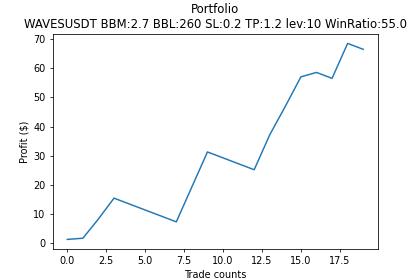 Portfolio
WAVESUSDT BBM:2.7 BBL:260 SL:0.2 TP:1.2 lev:10 WinRatio:55.0
70
60
50
40
30
20
10
0
Profit ($)
0.0 2.5 5.0 7.5 10.0 12.5 15.0 17.5
Trade counts